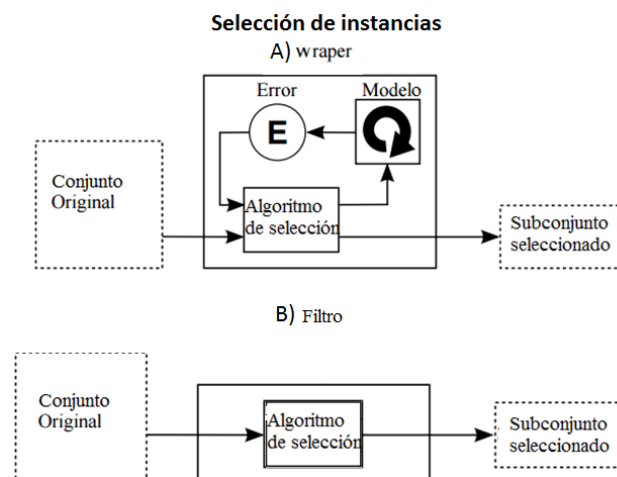 Selección de instancias
A) wraper
Error
Modelo
E
Conjunto
Original
Algoritmo
de selección
Subconjunto
seleccionado
B) Filtro
Conjunto
Original
Algoritmo
de selección
Subconjunto
seleccionado